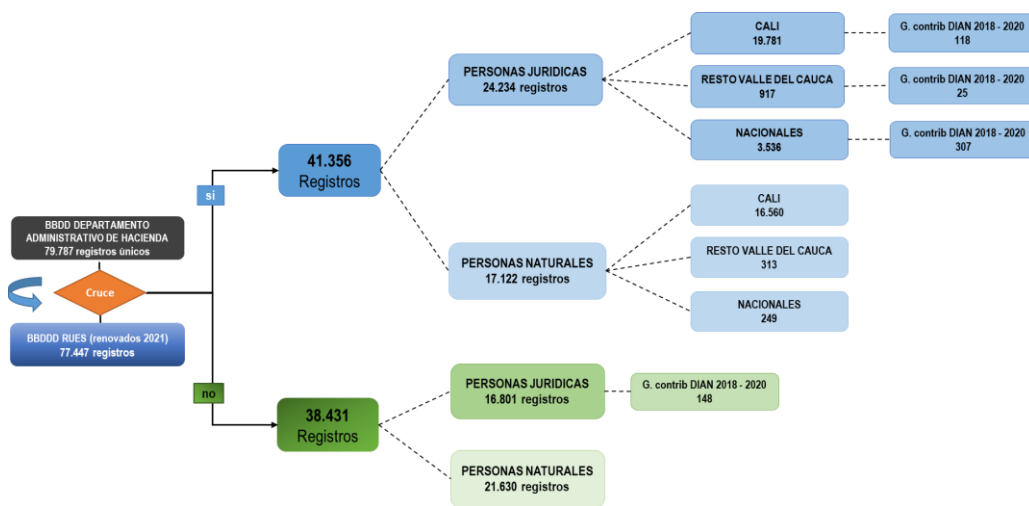 BBDD DEPARTAMENTO
ADMINISTRATIVO DE HACIENDA
79.787 registros únicos
Cruce
BBDDD RUES (renovados 2021)
77.447 registros
si
no
41.356
Registros
PERSONAS JURIDICAS
24.234 registros
CALI
19.781
G. contrib DIAN 2018 - 2020
118
RESTO VALLE DEL CAUCA
917
G. contrib DIAN 2018 - 2020
25
NACIONALES
3.536
G. contrib DIAN 2018 - 2020
307
PERSONAS NATURALES
17.122 registros
CALI
16.560
RESTO VALLE DEL CAUCA
313
NACIONALES
249
38.431
Registros
PERSONAS JURIDICAS
16.801 registros
G. contrib DIAN 2018 - 2020
148
PERSONAS NATURALES
21.630 registros